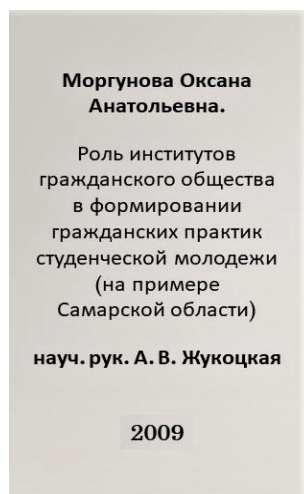 Моргунова Оксана
Анатольевна.
Роль институтов
гражданского общества
в формировании
гражданских практик
студенческой молодежи
(на примере
Самарской области)
науч. рук. А. В. Жукоцкая
2009